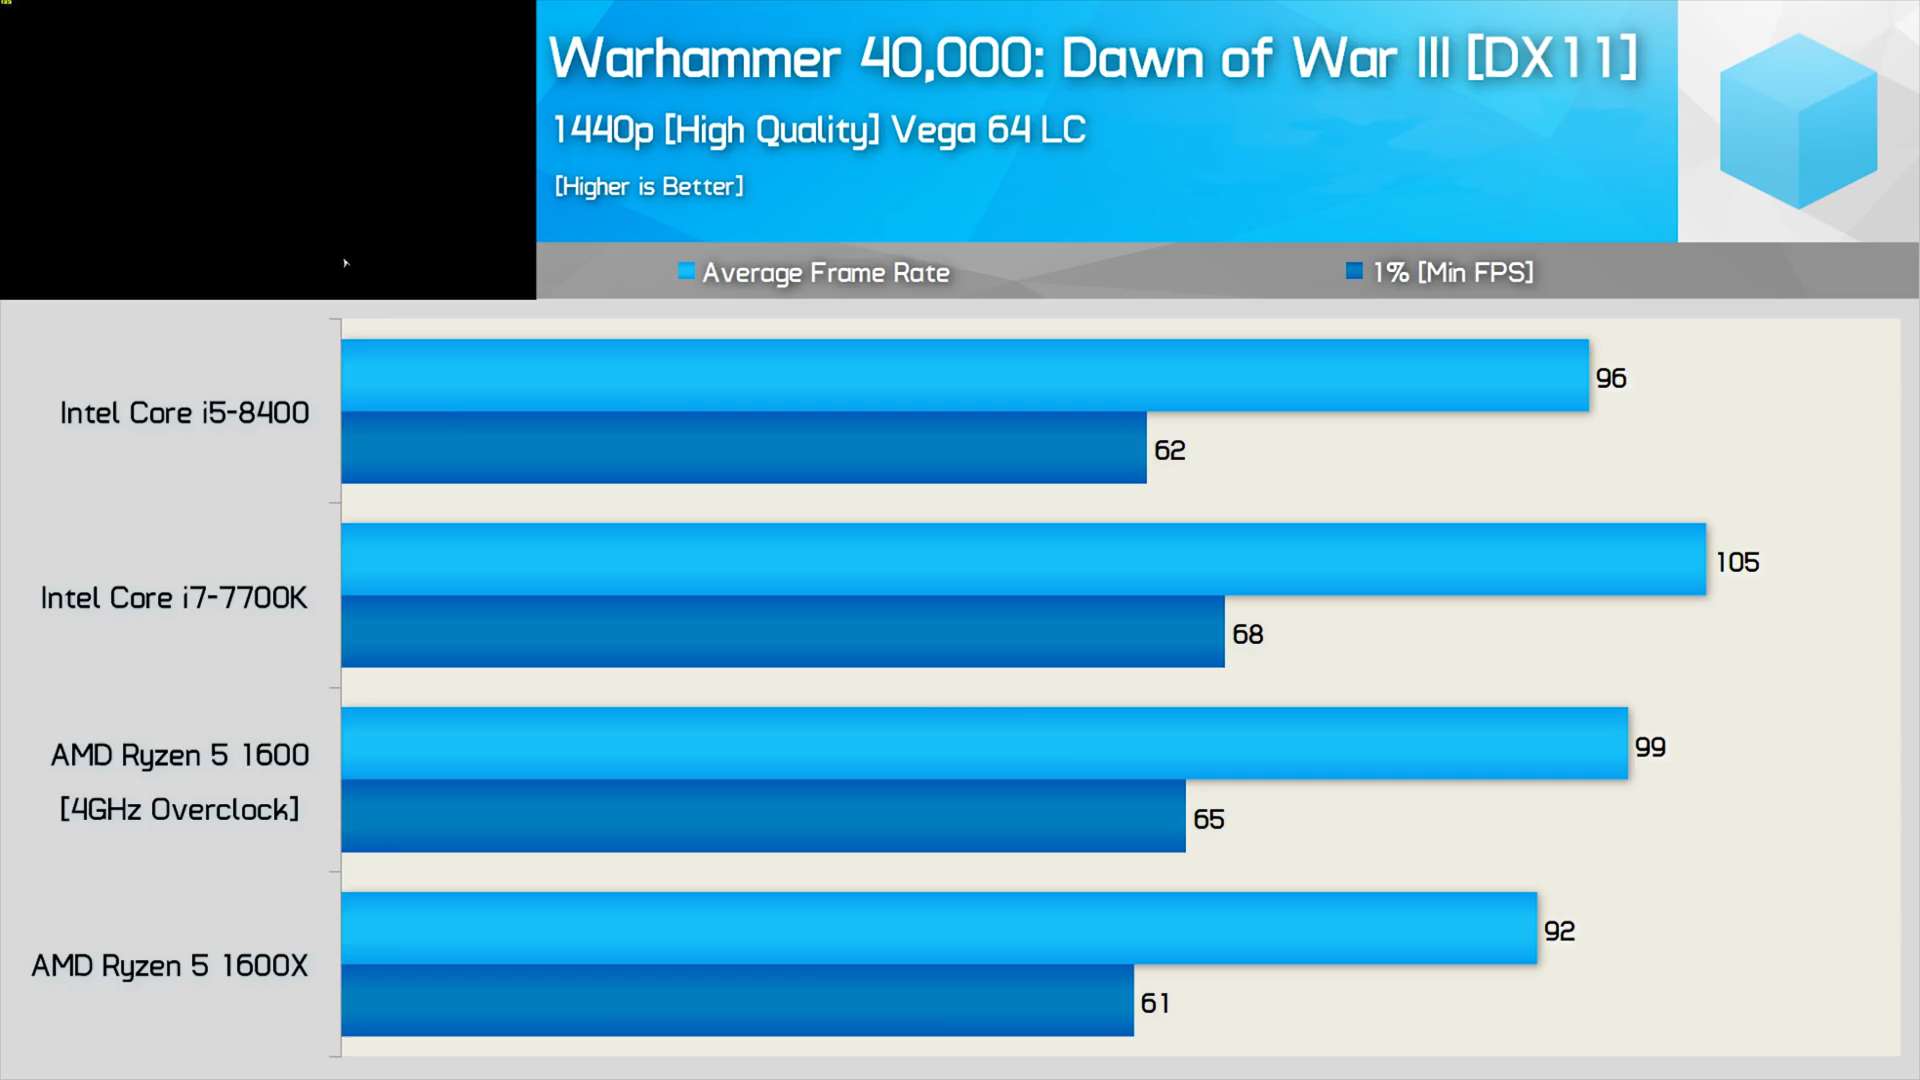 Warhammer 40,000: Dawn of War III [DX11]
1440p [High Quality] Vega 64 LC
[Higher is Better]
Average Frame Rate
1% [Min FPS]
Intel Core i5-8400
96
62
Intel Core i7-7700K
105
68
AMD Ryzen 5 1600
[4GHz Overclock]
99
65
AMD Ryzen 5 1600X
92
61